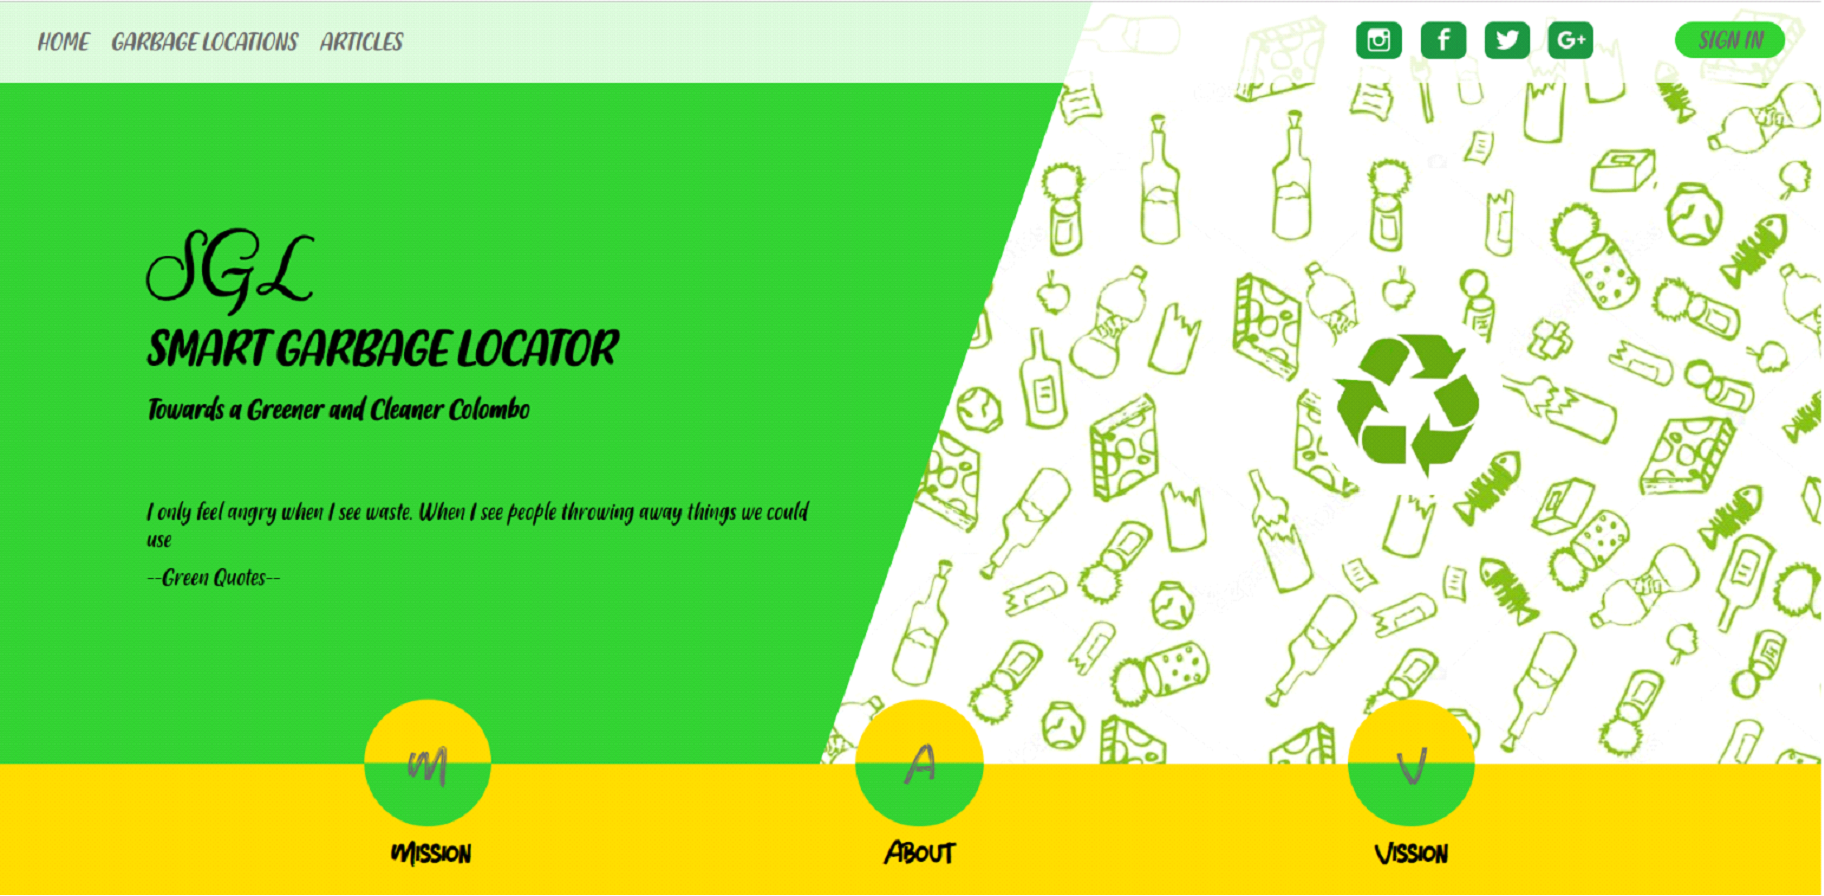 HOME GARBAGE LOCATIONS ARTICLES
f G+
SIGN IN
SGL
SMART GARBAGE LOCATOR
Towards a Greener and Cleaner Colombo
I only feel angry when I see waste. When I see people throwing away things we could
use
--Green Quotes--
M A V
MISSION ABOUT VISSION